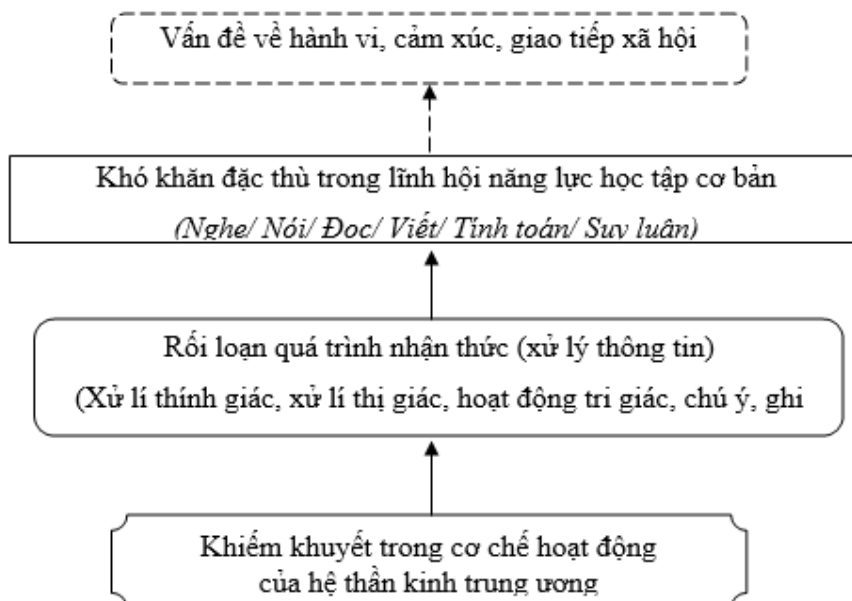 Vấn đề về hành vi, cảm xúc, giao tiếp xã hội
Khó khăn đặc thù trong lĩnh hội năng lực học tập cơ bản
(Nghe/ Nói/ Đọc/ Viết/ Tính toán/ Suy luận)
Rối loạn quá trình nhận thức (xử lý thông tin)
(Xử lí thính giác, xử lí thị giác, hoạt động tri giác, chú ý, ghi
Khiếm khuyết trong cơ chế hoạt động
của hệ thần kinh trung ương